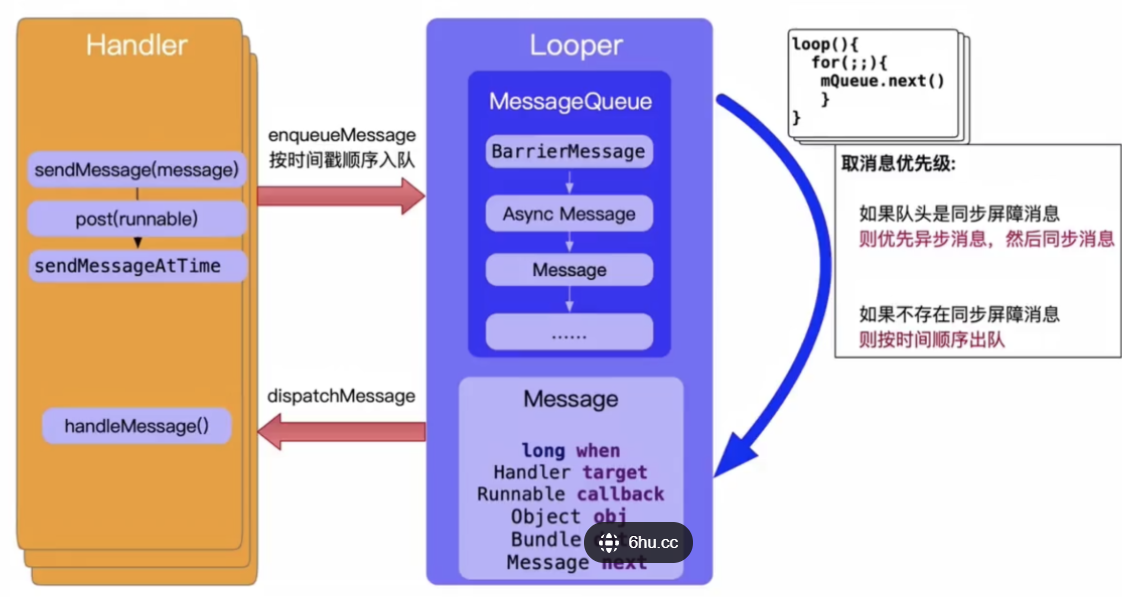 Handler
sendMessage(message)
post(runnable)
sendMessageAtTime
handleMessage()
enqueueMessage
按时间戳顺序入队
dispatchMessage
Looper
MessageQueue
BarrierMessage
Async Message
Message
......
Message
long when
Handler target
Runnable callback
Object obj
Bundle
Message next
6hu.cc
loop(){
for(;;){
mQueue.next()
}
}
取消息优先级:
如果队头是同步屏障消息
则优先异步消息，然后同步消息
如果不存在同步屏障消息
则按时间顺序出队